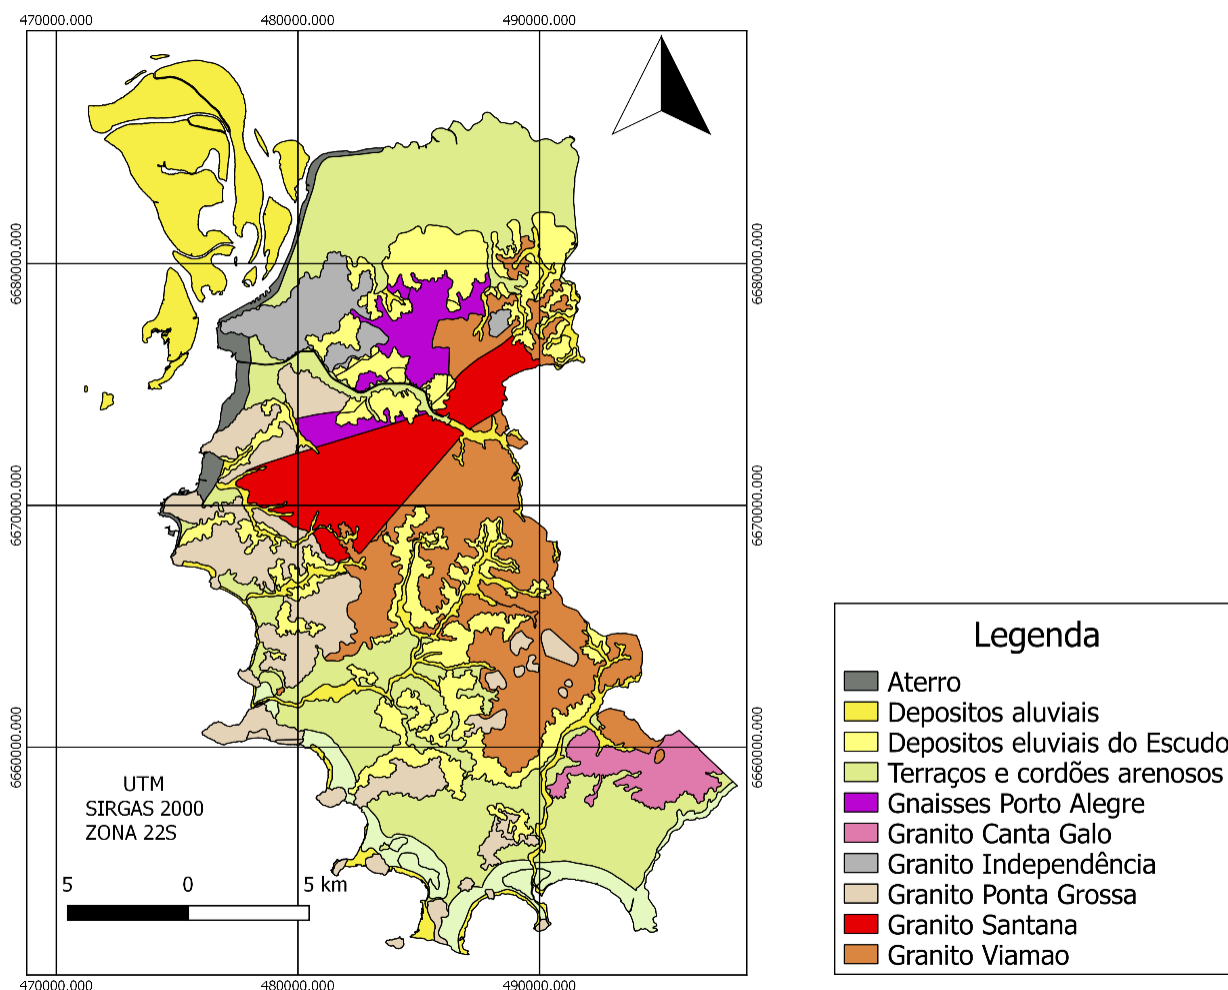 470000.000
480000.000
490000.000
6680000.000
6680000.000
6670000.000
6670000.000
6660000.000
6660000.000
UTM
SIRGAS 2000
ZONA 22S
5
0
5 km
470000.000
480000.000
490000.000
Legenda
Aterro
Depositos aluviais
Depositos eluviais do Escudo
Terraços e cordões arenosos
Gnaisses Porto Alegre
Granito Canta Galo
Granito Independência
Granito Ponta Grossa
Granito Santana
Granito Viamao